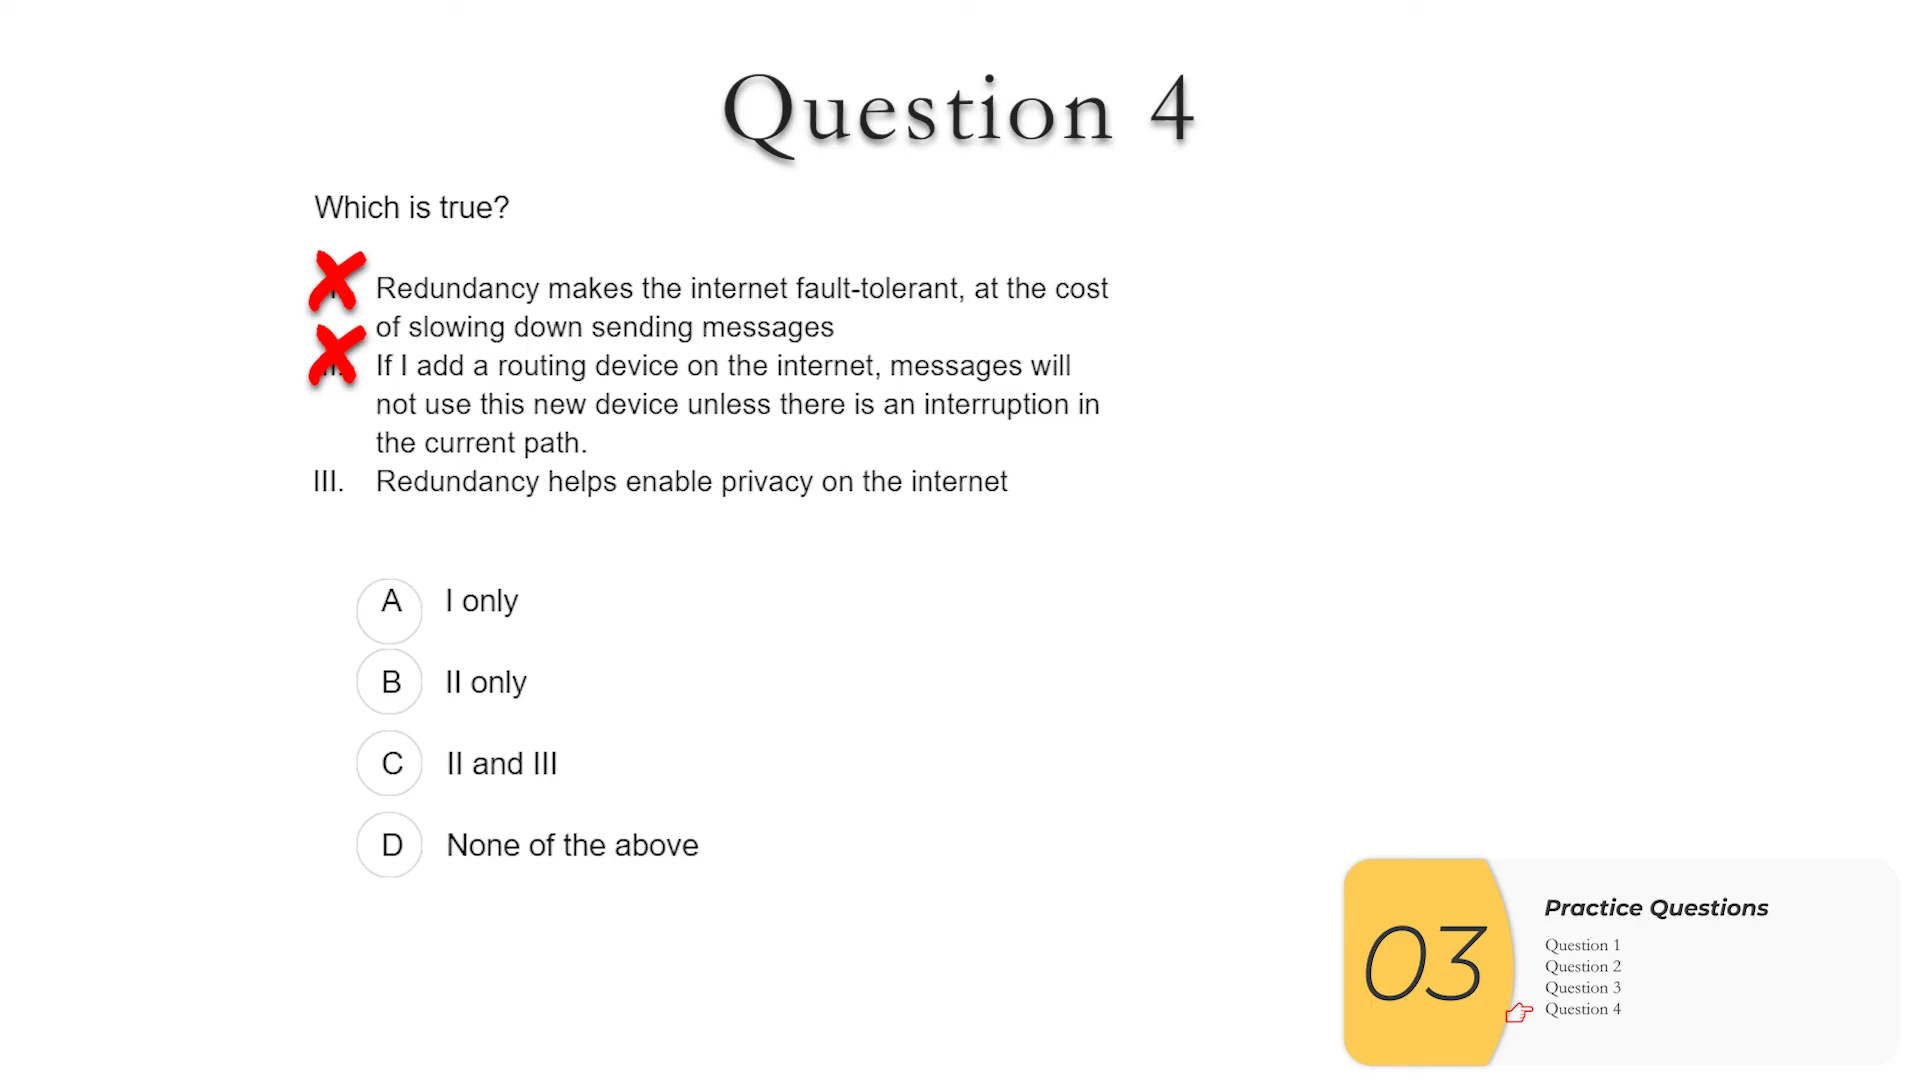 Question 4
Which is true?
Redundancy makes the internet fault-tolerant, at the cost
of slowing down sending messages
If I add a routing device on the internet, messages will
not use this new device unless there is an interruption in
the current path.
III. Redundancy helps enable privacy on the internet
A I only
B II only
C II and III
D None of the above
03
Practice Questions
Question 1
Question 2
Question 3
Question 4